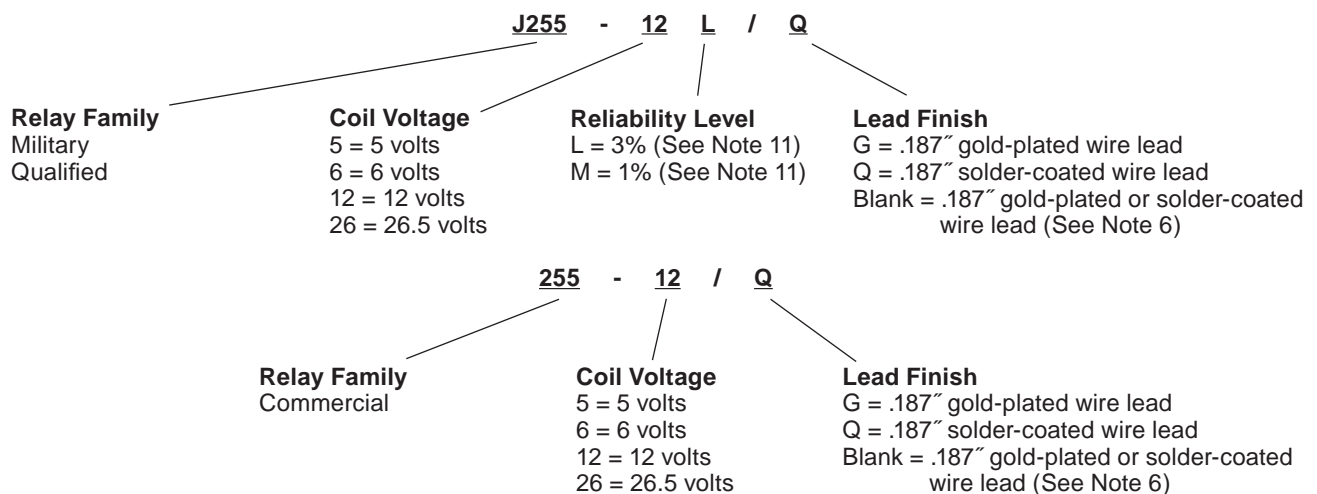 J255 - 12 L / Q
Relay Family
Military
Qualified
Coil Voltage
5 = 5 volts
6 = 6 volts
12 = 12 volts
26 = 26.5 volts
Reliability Level
L = 3% (See Note 11)
M = 1% (See Note 11)
Lead Finish
G = .187˝ gold-plated wire lead
Q = .187˝ solder-coated wire lead
Blank = .187˝ gold-plated or solder-coated
wire lead (See Note 6)
255 - 12 / Q
Relay Family
Commercial
Coil Voltage
5 = 5 volts
6 = 6 volts
12 = 12 volts
26 = 26.5 volts
Lead Finish
G = .187˝ gold-plated wire lead
Q = .187˝ solder-coated wire lead
Blank = .187˝ gold-plated or solder-coated
wire lead (See Note 6)